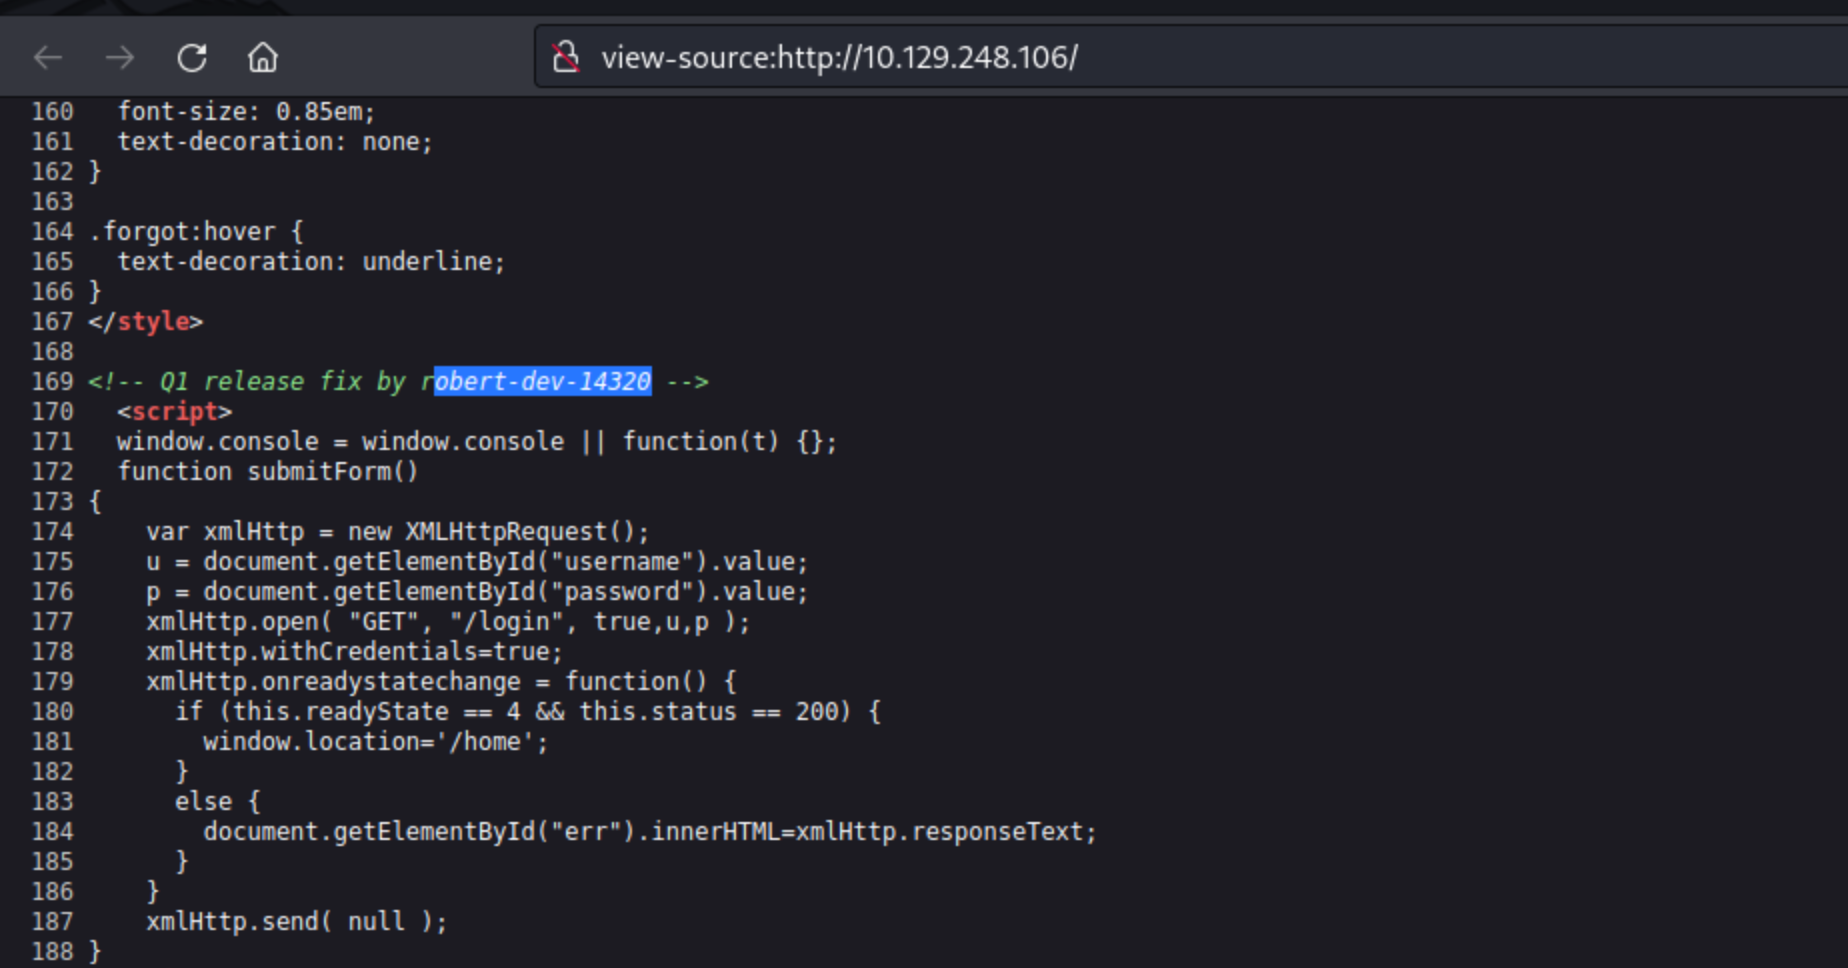 view-source:http://10.129.248.106/
160 font-size: 0.85em;
161 text-decoration: none;
162 }
163
164 .forgot:hover {
165 text-decoration: underline;
166 }
167 </style>
168
169 <!-- Q1 release fix by robert-dev-14320 -->
170 <script>
171 window.console = window.console || function(t) {};
172 function submitForm()
173 {
174 var xmlHttp = new XMLHttpRequest();
175 u = document.getElementById("username").value;
176 p = document.getElementById("password").value;
177 xmlHttp.open( "GET", "/login", true,u,p );
178 xmlHttp.withCredentials=true;
179 xmlHttp.onreadystatechange = function() {
180 if (this.readyState == 4 && this.status == 200) {
181 window.location='/home';
182 }
183 else {
184 document.getElementById("err").innerHTML=xmlHttp.responseText;
185 }
186 }
187 xmlHttp.send( null );
188 }